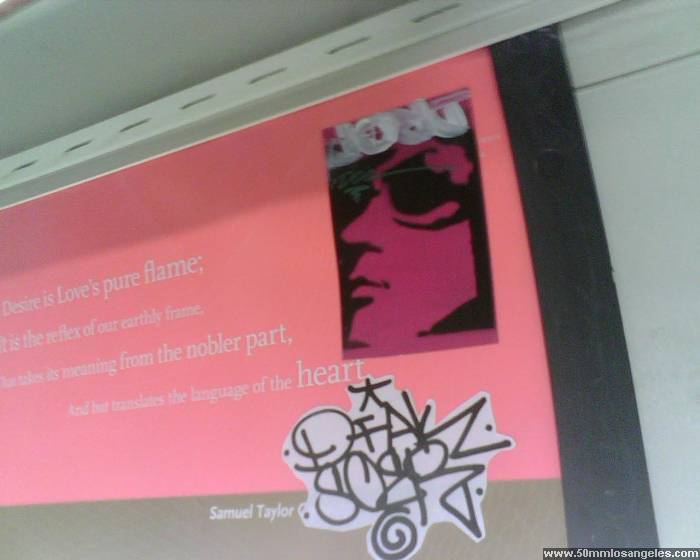 Desire is Love's pure flame;
It is the reflex of our earthly frame,
That takes its meaning from the nobler part,
And but translates the language of the heart
Samuel Taylor
www.50mmlosangeles.com